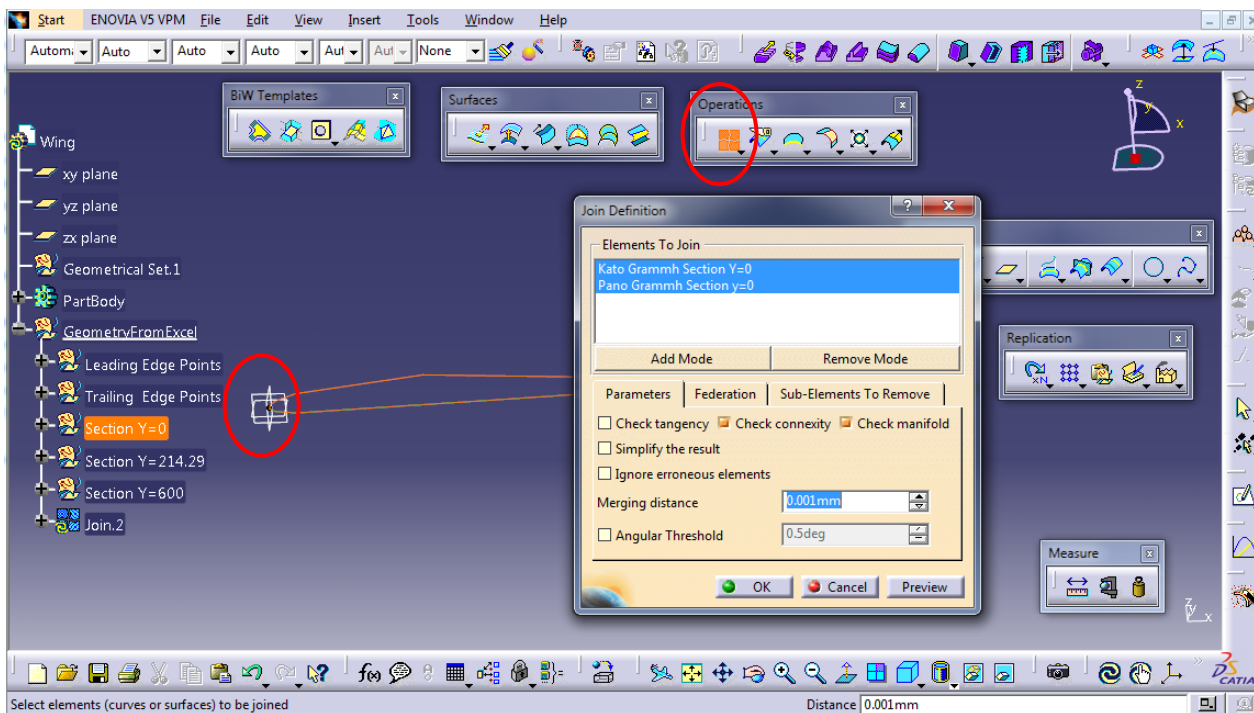 Start ENOVIA V5 VPM File Edit View Insert Tools Window Help
Auto Auto Auto Aut Aut None
BiW Templates
Surfaces
Operations
Wing
xy plane
yz plane
zx plane
Geometrical Set.1
PartBody
GeometryFromExcel
Leading Edge Points
Trailing Edge Points
Section Y=0
Section Y=214.29
Section Y=600
Join.2
z
y
x
Join Definition
Elements To Join
Kato Grammh Section Y=0
Pano Grammh Section y=0
Add Mode Remove Mode
Parameters Federation Sub-Elements To Remove
Check tangency Check connexity Check manifold
Simplify the result
Ignore erroneous elements
Merging distance 0.001mm
Angular Threshold 0.5deg
OK Cancel Preview
Replication
Measure
z
y
x
f(x)
CATIA
Select elements (curves or surfaces) to be joined
Distance 0.001mm